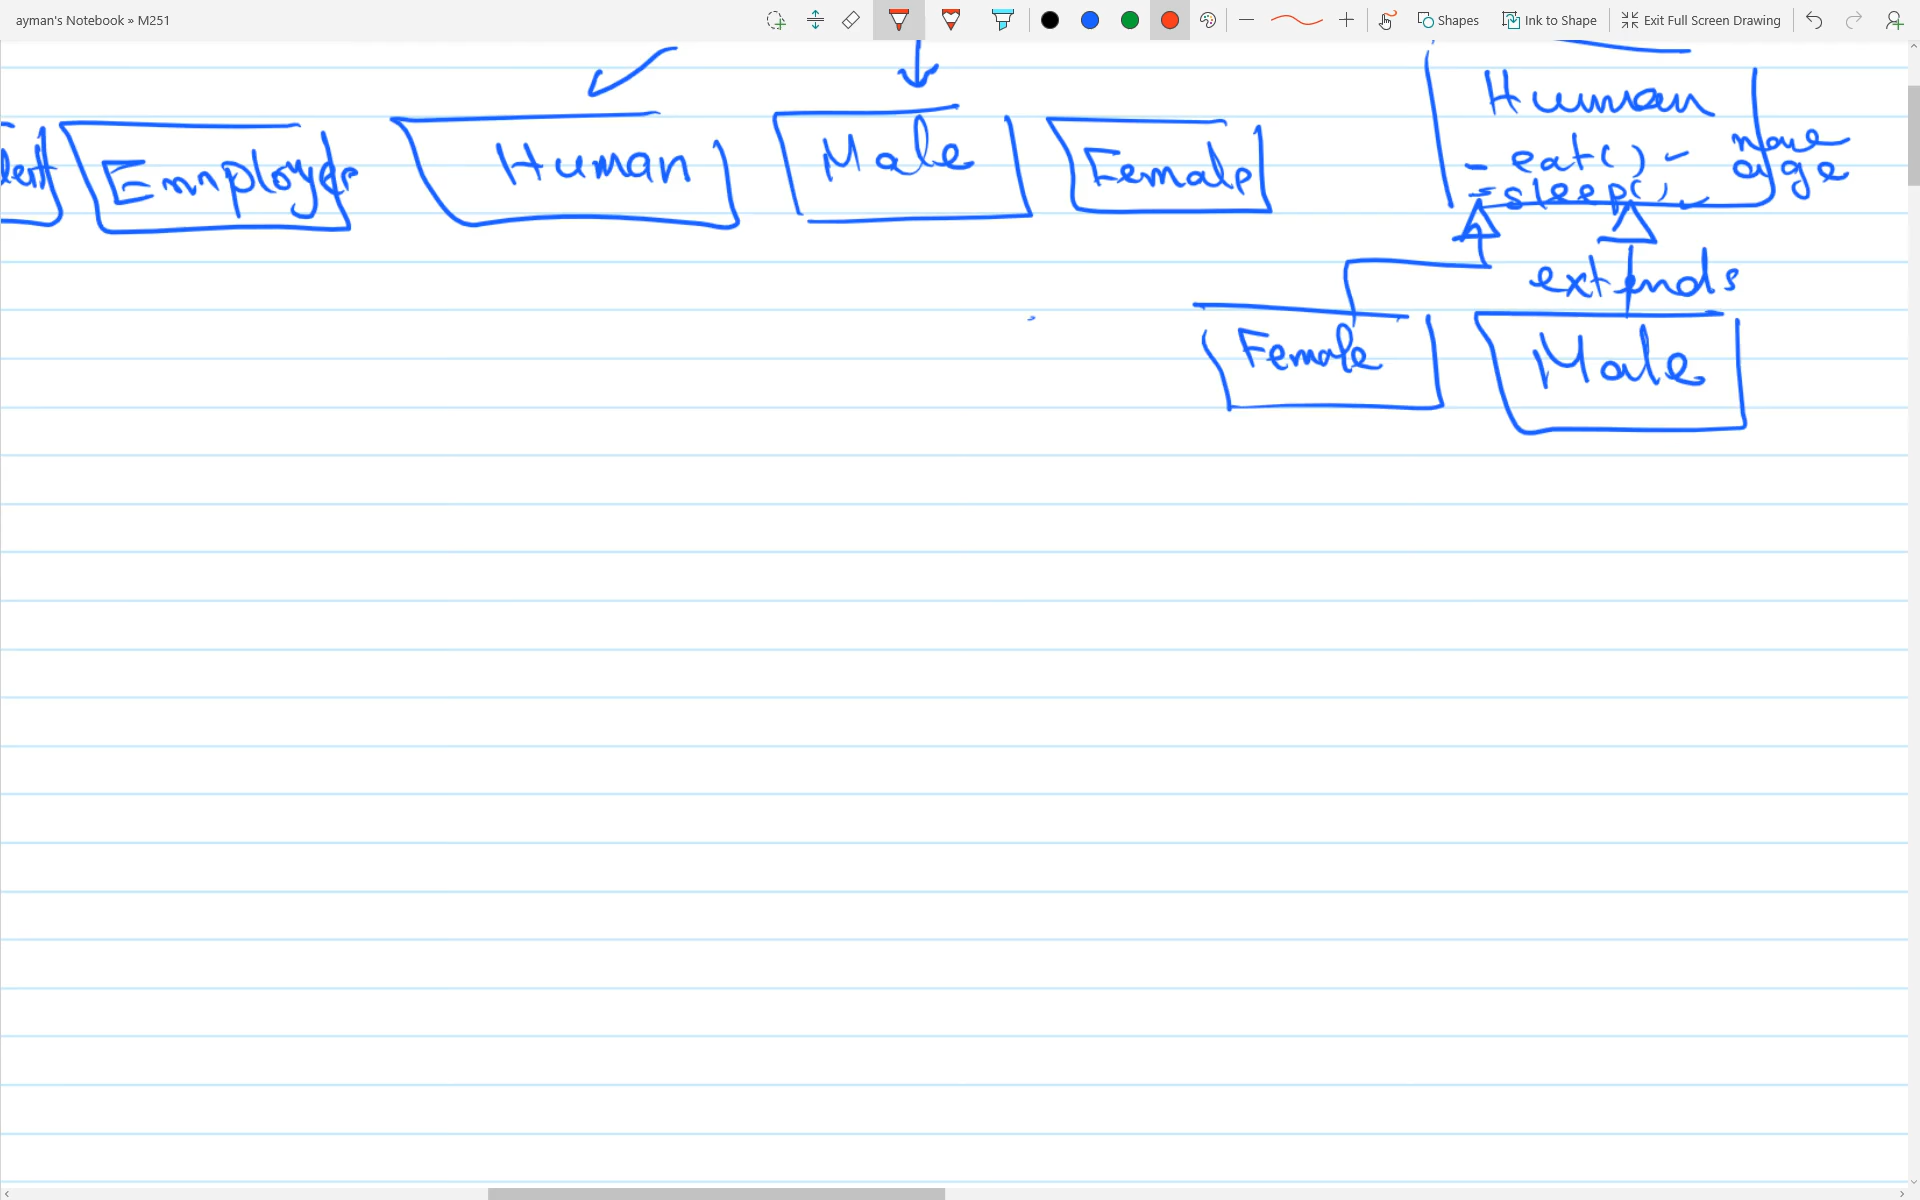 ayman's Notebook » M251
Shapes Ink to Shape Exit Full Screen Drawing
Employer Human Male Female
Human
- eat() name
- sleep() age
extends
Female Male